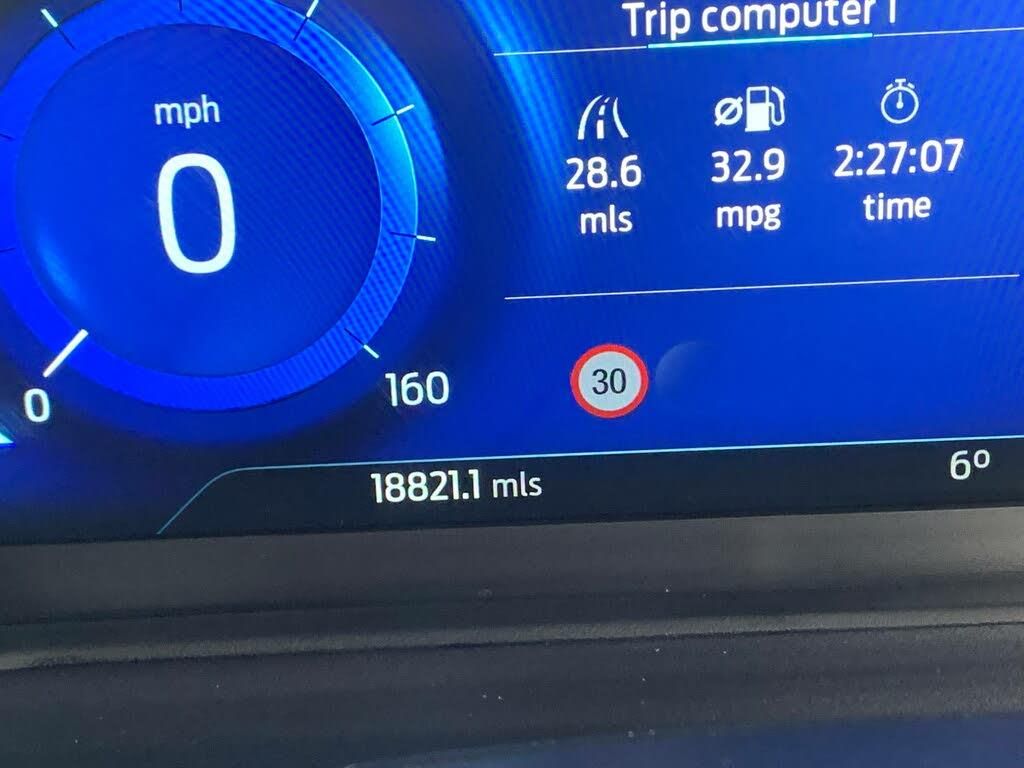 Trip computer 1
mph
0
28.6
mls
32.9
mpg
2:27:07
time
0
160
30
18821.1 mls
6º